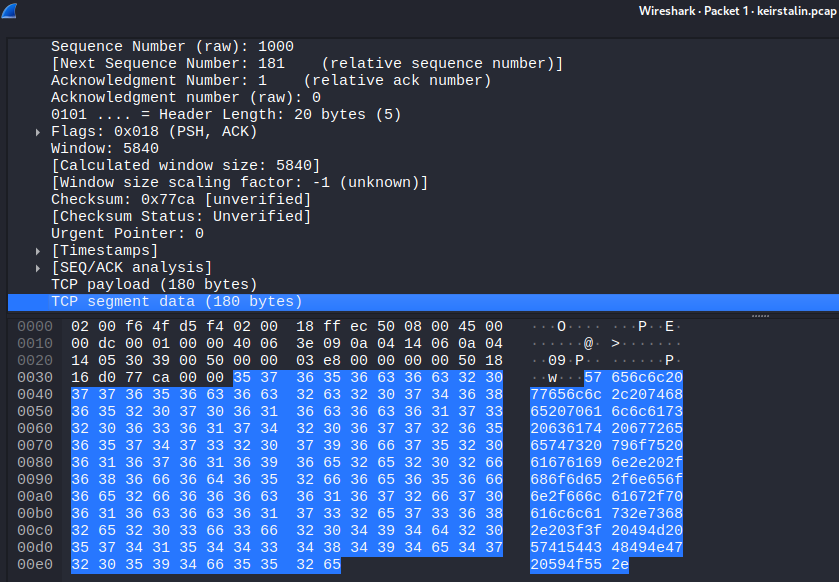 Wireshark · Packet 1 · keirstalin.pcap
Sequence Number (raw): 1000
[Next Sequence Number: 181    (relative sequence number)]
Acknowledgment Number: 1    (relative ack number)
Acknowledgment number (raw): 0
0101 .... = Header Length: 20 bytes (5)
Flags: 0x018 (PSH, ACK)
Window: 5840
[Calculated window size: 5840]
[Window size scaling factor: -1 (unknown)]
Checksum: 0x77ca [unverified]
[Checksum Status: Unverified]
Urgent Pointer: 0
[Timestamps]
[SEQ/ACK analysis]
TCP payload (180 bytes)
TCP segment data (180 bytes)
0000  02 00 f6 4f d5 f4 02 00  18 ff ec 50 08 00 45 00  ···O···· ···P··E·
0010  00 dc 00 01 00 00 40 06  3e 09 0a 04 14 06 0a 04  ······@· >·······
0020  14 05 30 39 00 50 00 00  03 e8 00 00 00 00 50 18  ··09·P·· ······P·
0030  16 d0 77 ca 00 00 35 37  36 35 36 63 36 63 32 30  ··w···57 656c6c20
0040  37 37 36 35 36 63 36 63  32 63 32 30 37 34 36 38  77656c6c 2c207468
0050  36 35 32 30 37 30 36 31  36 63 36 63 36 31 37 33  65207061 6c6c6173
0060  32 30 36 33 36 31 37 34  32 30 36 37 37 32 36 35  20636174 20677265
0070  36 35 37 34 37 33 32 30  37 39 36 66 37 35 32 30  65747320 796f7520
0080  36 31 36 37 36 31 36 39  36 65 32 65 32 30 32 66  61676169 6e2e202f
0090  36 38 36 66 36 64 36 35  32 66 36 65 36 35 36 66  686f6d65 2f6e656f
00a0  36 65 32 66 36 36 36 63  36 31 36 37 32 66 37 30  6e2f666c 61672f70
00b0  36 31 36 63 36 63 36 31  37 33 32 65 37 33 36 38  616c6c61 732e7368
00c0  32 65 32 30 33 66 33 66  32 30 34 39 34 64 32 30  2e203f3f 20494d20
00d0  35 37 34 31 35 34 34 33  34 38 34 39 34 65 34 37  57415443 48494e47
00e0  32 30 35 39 34 66 35 35  32 65  20594f55 2e